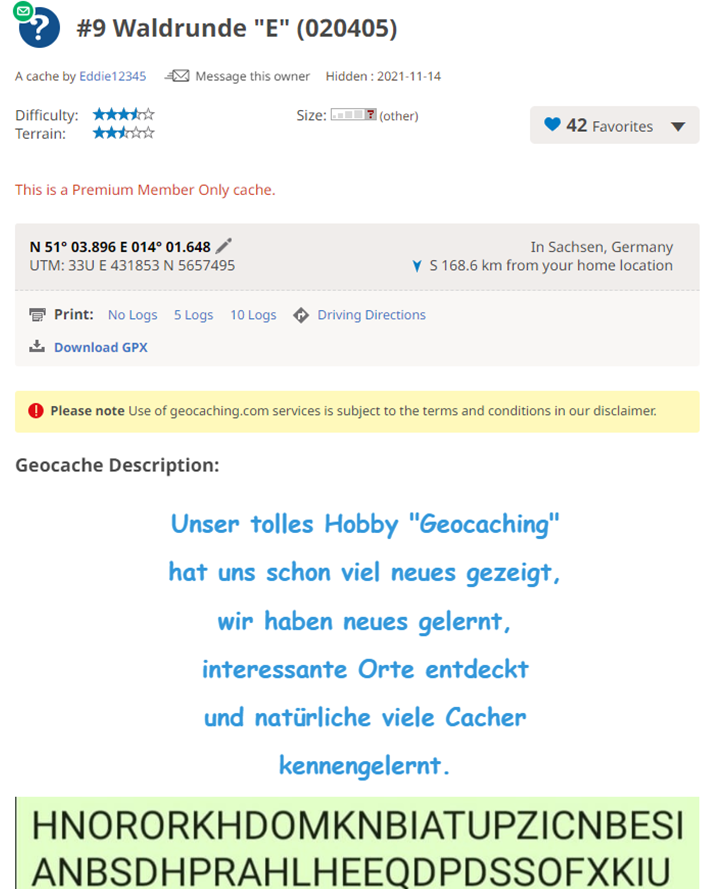 #9 Waldrunde "E" (020405)
A cache by Eddie12345 Message this owner Hidden : 2021-11-14
Difficulty: Size: (other)
Terrain:
42 Favorites
This is a Premium Member Only cache.
N 51° 03.896 E 014° 01.648 In Sachsen, Germany
UTM: 33U E 431853 N 5657495 S 168.6 km from your home location
Print: No Logs 5 Logs 10 Logs Driving Directions
Download GPX
Please note Use of geocaching.com services is subject to the terms and conditions in our disclaimer.
Geocache Description:
Unser tolles Hobby "Geocaching"
hat uns schon viel neues gezeigt,
wir haben neues gelernt,
interessante Orte entdeckt
und natürliche viele Cacher
kennengelernt.
HNORORKHDOMKNBIATUPZICNBESI
ANBSDHPRAHLHEEQDPDSSOFXKIU